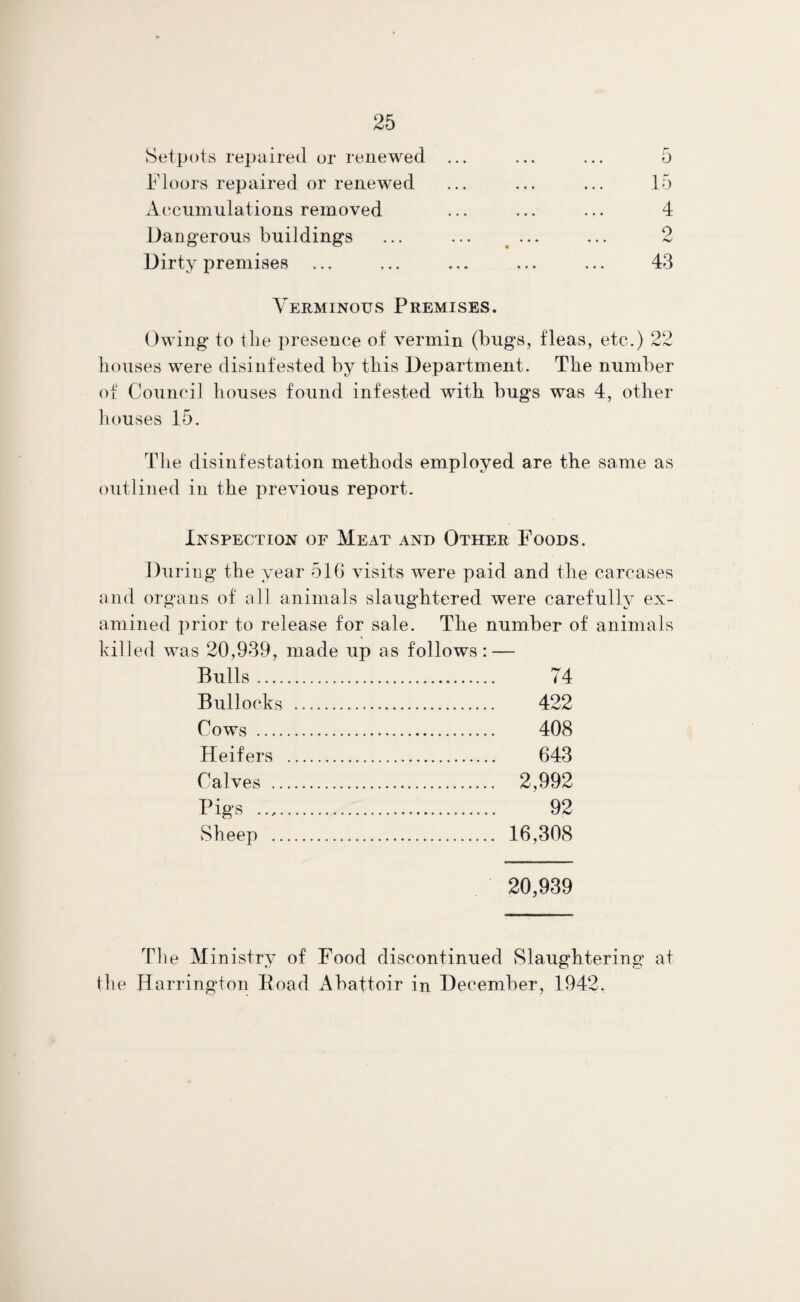 25
Setpots repaired or renewed ... ... ... 5
Floors repaired or renewed ... ... ... 15
Accumulations removed ... ... ... 4
Dangerous buildings ... ... ... ... 2
Dirty premises ... ... ... ... ... 43
Verminous Premises.
Owing to the presence of vermin (bugs, fleas, etc.) 22
houses were disinfested by this Department. The number
of Council houses found infested with bugs was 4, other
houses 15.
The disinfestation methods employed are the same as
outlined in the previous report.
Inspection of Meat and Other Foods.
During the year 516 visits were paid and the carcases
and organs of all animals slaughtered were carefully ex-
amined prior to release for sale. The number of animals
killed was 20,939, made up as follows:—
Bulls ........................... 74
Bullocks ........................... 422
Cows ........................... 408
Heifers ........................... 643
Calves ........................... 2,992
Pigs ........................... 92
Sheep ........................... 16,308
20,939
The Ministry of Food discontinued Slaughtering at
the Harrington Road Abattoir in December, 1942.